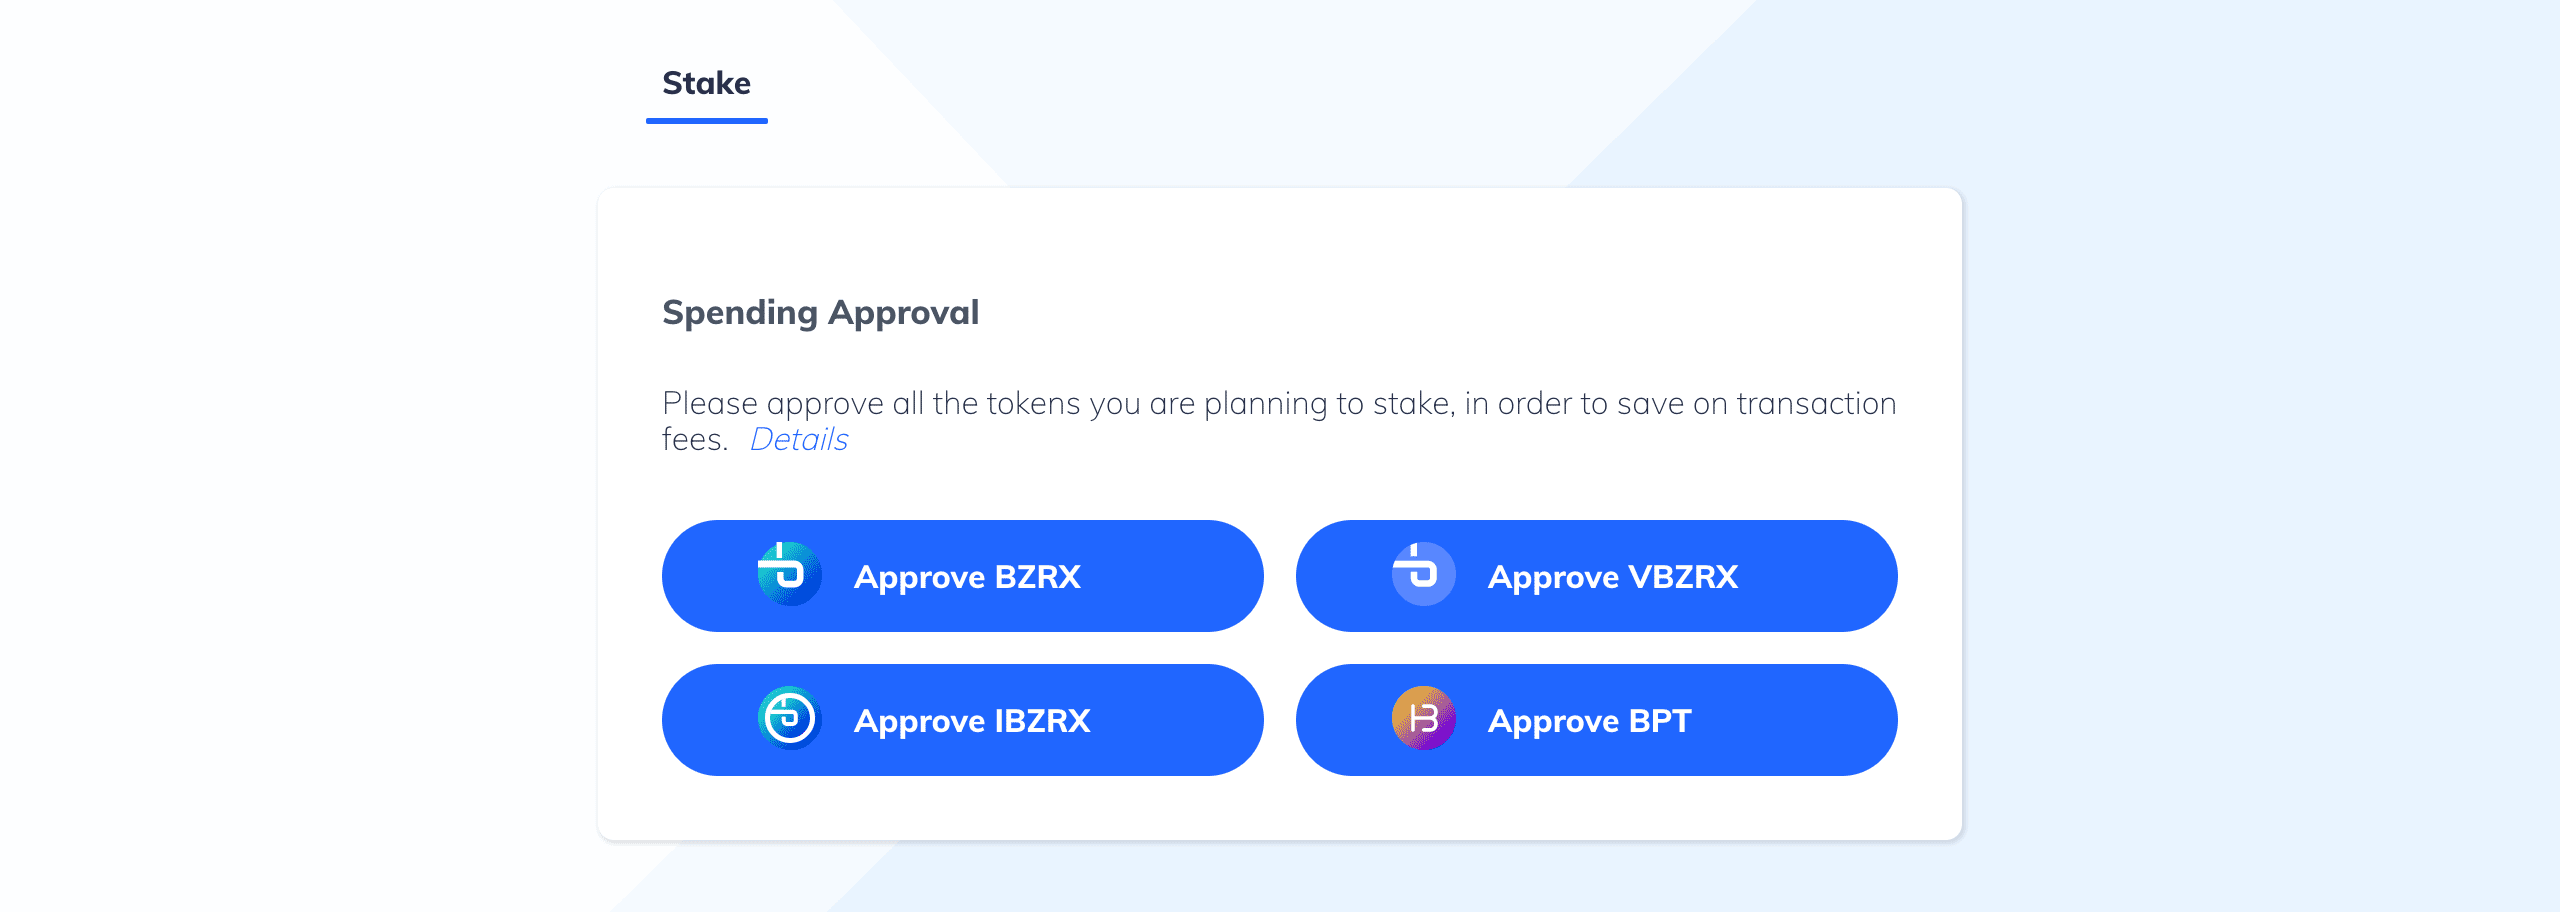 Stake
Spending Approval
Please approve all the tokens you are planning to stake, in order to save on transaction
fees. Details
Approve BZRX
Approve VBZRX
Approve IBZRX
Approve BPT